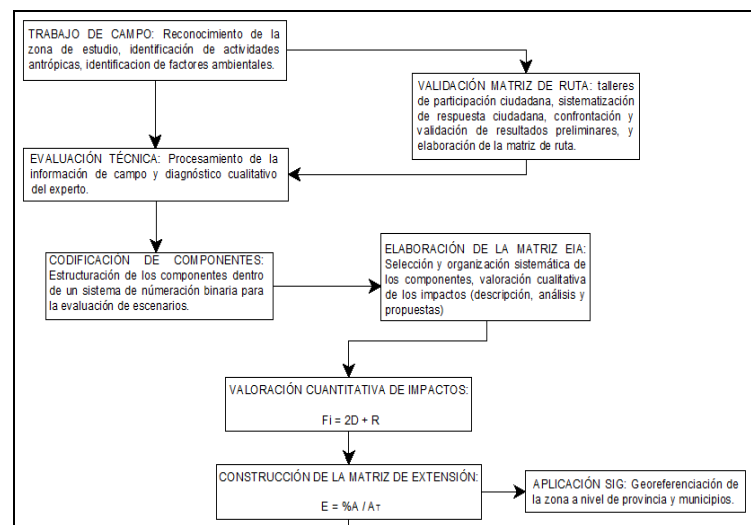 TRABAJO DE CAMPO: Reconocimiento de la
zona de estudio, identificación de actividades
antrópicas, identificacion de factores ambientales.
VALIDACIÓN MATRIZ DE RUTA: talleres
de participación ciudadana, sistematización
de respuesta ciudadana, confrontación y
validación de resultados preliminares, y
elaboración de la matriz de ruta.
EVALUACIÓN TÉCNICA: Procesamiento de la
información de campo y diagnóstico cualitativo
del experto.
CODIFICACIÓN DE COMPONENTES:
Estructuración de los componentes dentro
de un sistema de númeración binaria para
la evaluación de escenarios.
ELABORACIÓN DE LA MATRIZ EIA:
Selección y organización sistemática de
los componentes, valoración cualitativa
de los impactos (descripción, análisis y
propuestas)
VALORACIÓN CUANTITATIVA DE IMPACTOS:
Fi = 2D + R
CONSTRUCCIÓN DE LA MATRIZ DE EXTENSIÓN:
E = %A / AT
APLICACIÓN SIG: Georeferenciación de
la zona a nivel de provincia y municipios.